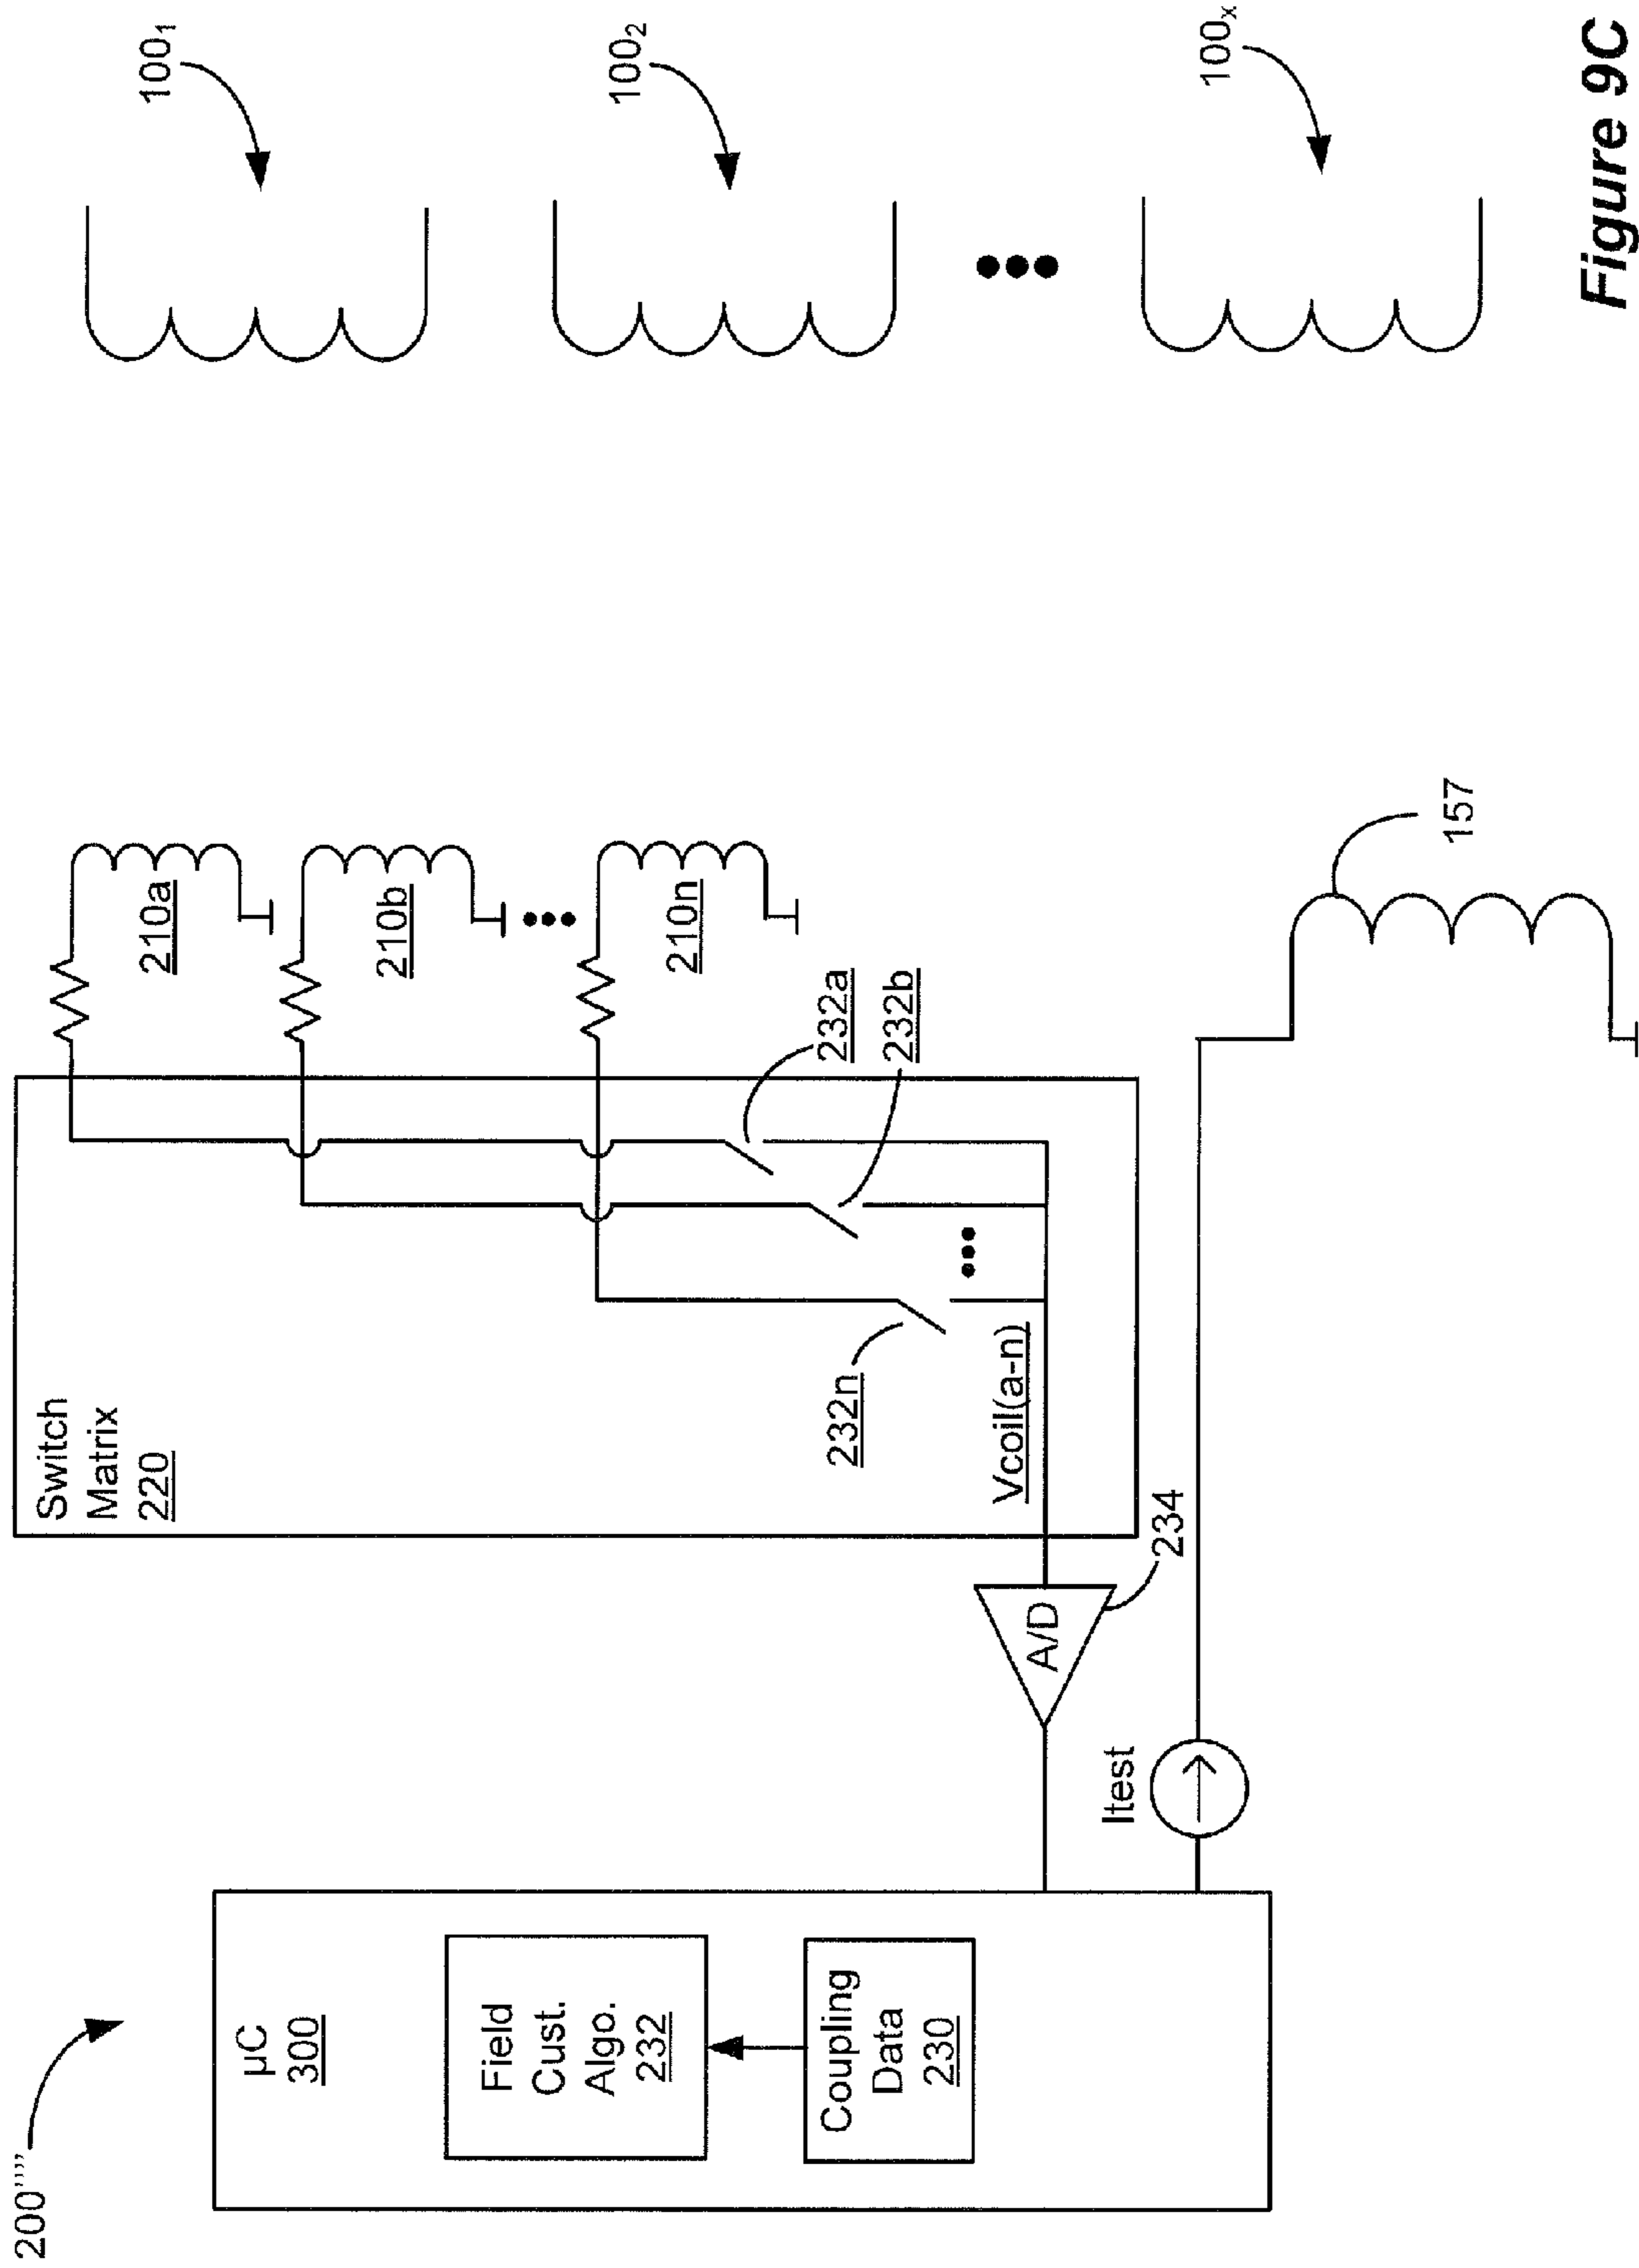 200'''''
µC
300
Field
Cust.
Algo.
232
Coupling
Data
230
Switch
Matrix
220
232n
232a
232b
Vcoil(a-n)
A/D
234
Itest
210a
210b
210n
157
100₁
100₂
100ₓ
Figure 9C